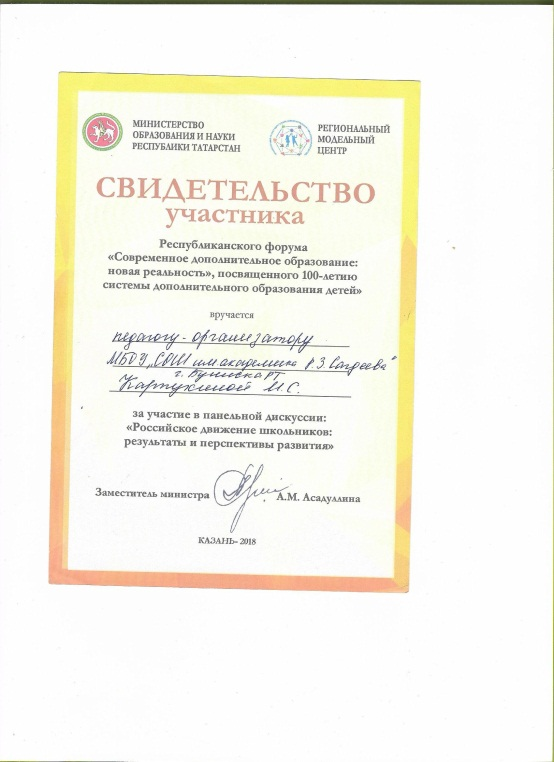 МИНИСТЕРСТВО
ОБРАЗОВАНИЯ И НАУКИ
РЕСПУБЛИКИ ТАТАРСТАН
РЕГИОНАЛЬНЫЙ
МОДЕЛЬНЫЙ
ЦЕНТР
СВИДЕТЕЛЬСТВО
участника
Республиканского форума
«Современное дополнительное образование:
новая реальность», посвященного 100-летию
системы дополнительного образования детей»
вручается
педагогу-организатору
МБОУ „СОШ им академика Р.З. Сагдеева"
г. Буинска РТ
М.С.
за участие в панельной дискуссии:
«Российское движение школьников:
результаты и перспективы развития»
Заместитель министра
А.М. Асадуллина
КАЗАНЬ- 2018